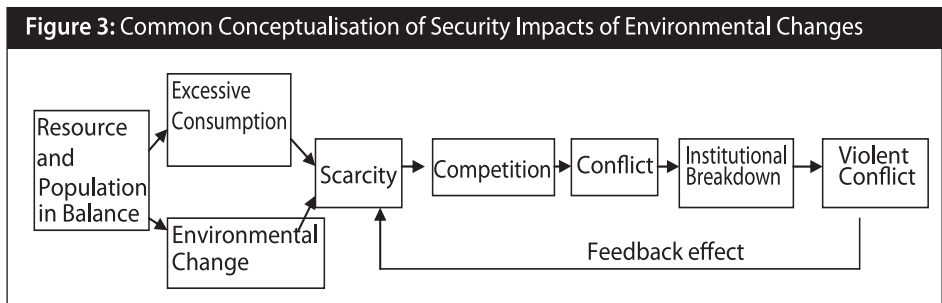 Figure 3: Common Conceptualisation of Security Impacts of Environmental Changes
Resource
and
Population
in Balance
Excessive
Consumption
Environmental
Change
Scarcity
Competition
Conflict
Institutional
Breakdown
Violent
Conflict
Feedback effect